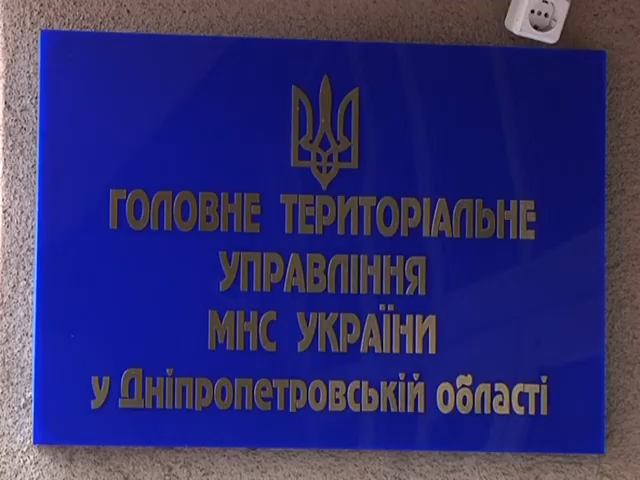 ГОЛОВНЕ ТЕРИТОРІАЛЬНЕ
УПРАВЛІННЯ
МНС УКРАЇНИ
у Дніпропетровській області